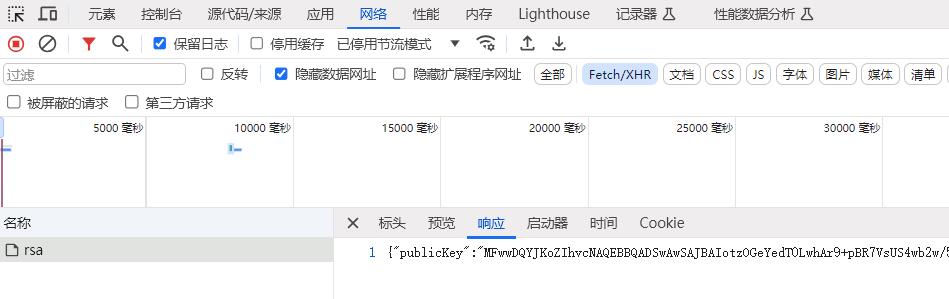 元素 控制台 源代码/来源 应用 网络 性能 内存 Lighthouse 记录器 性能数据分析
保留日志 停用缓存 已停用节流模式
过滤 反转 隐藏数据网址 隐藏扩展程序网址 全部 Fetch/XHR 文档 CSS JS 字体 图片 媒体 清单
被屏蔽的请求 第三方请求
5000 毫秒 10000 毫秒 15000 毫秒 20000 毫秒 25000 毫秒 30000 毫秒
名称 标头 预览 响应 启动器 时间 Cookie
rsa 1 {"publicKey":"MFwwDQYJKoZIhvcNAQEBBQADSwAwSAJBAIotzOGeYedTOLwhAr9+pBR7VsUS4wb2w/5